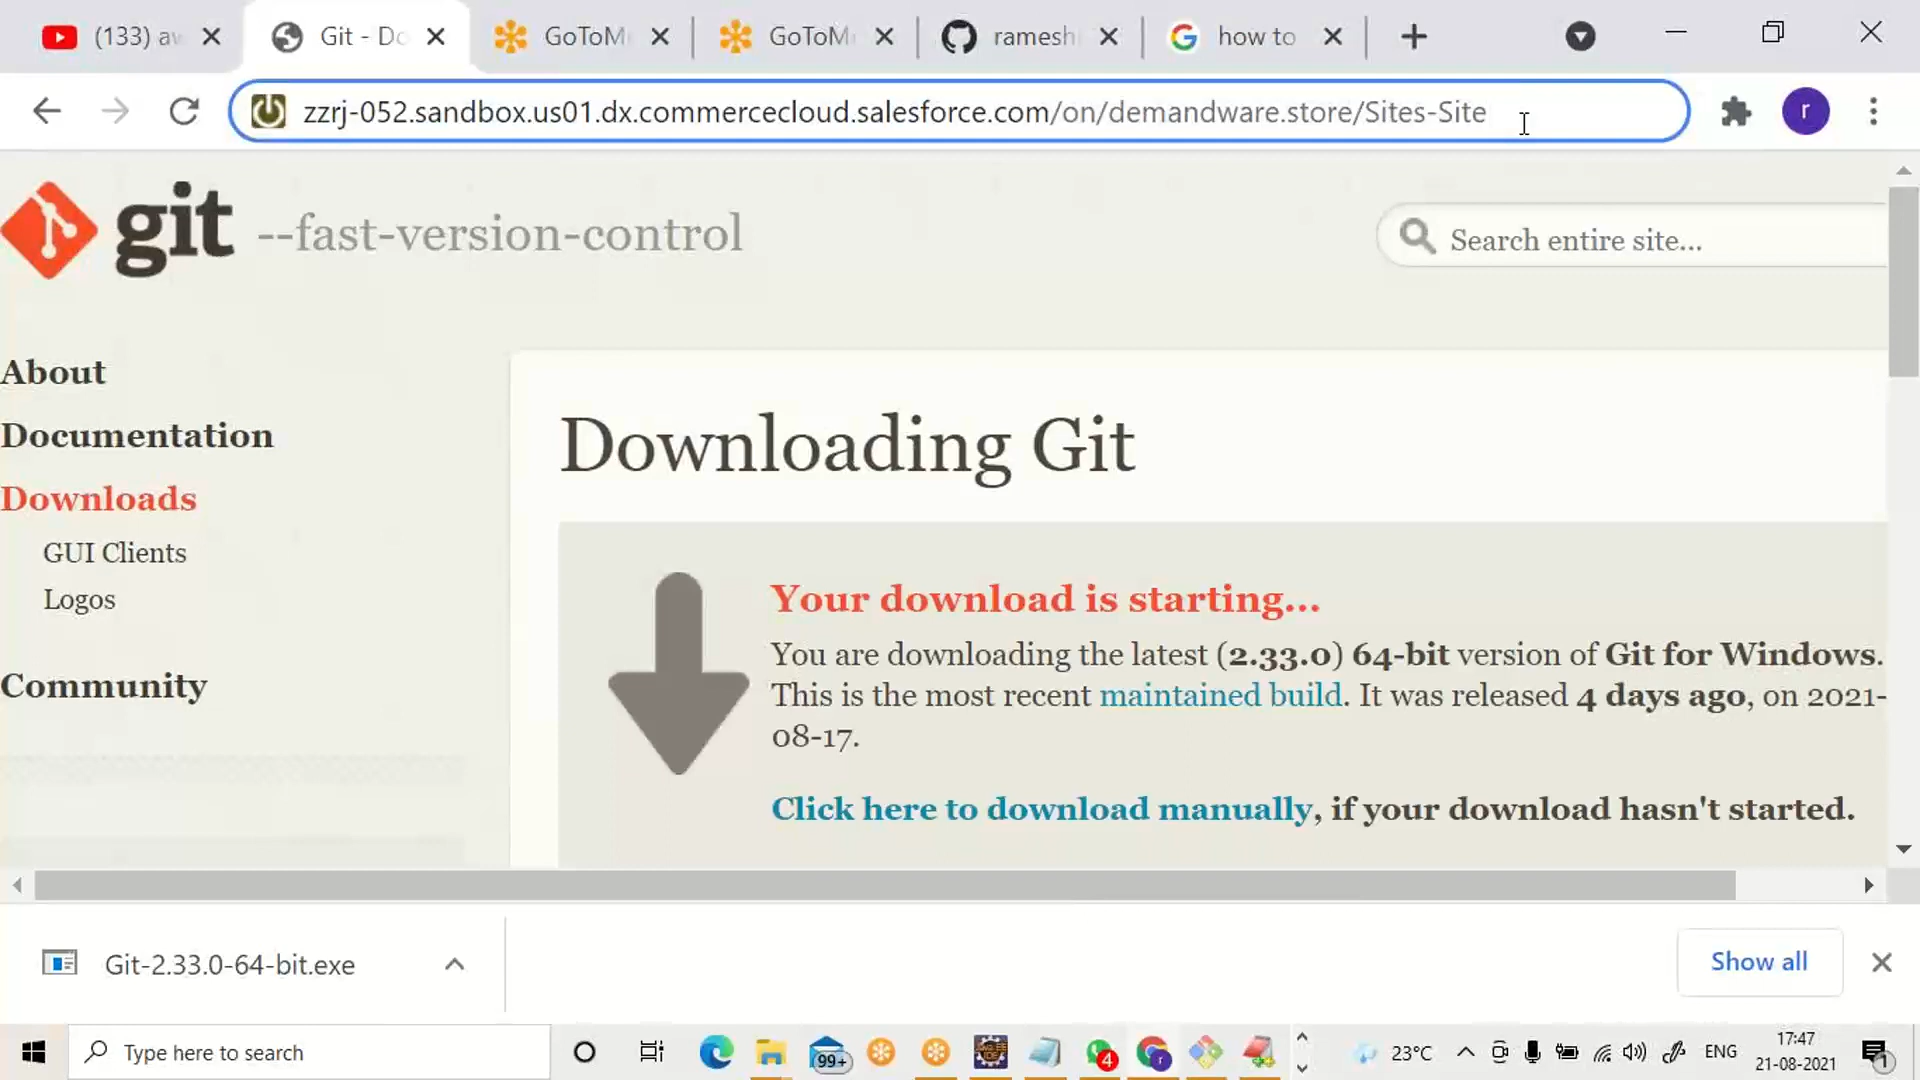 (133) aw
Git - Do
GoToM
GoToM
ramesh
how to
zzrj-052.sandbox.us01.dx.commercecloud.salesforce.com/on/demandware.store/Sites-Site
r
git --fast-version-control
Search entire site...
About
Documentation
Downloads
GUI Clients
Logos
Community
Downloading Git
Your download is starting...
You are downloading the latest (2.33.0) 64-bit version of Git for Windows.
This is the most recent maintained build. It was released 4 days ago, on 2021-
08-17.
Click here to download manually, if your download hasn't started.
Git-2.33.0-64-bit.exe
Show all
Type here to search
99+
4
r
23°C
ENG
17:47
21-08-2021
1